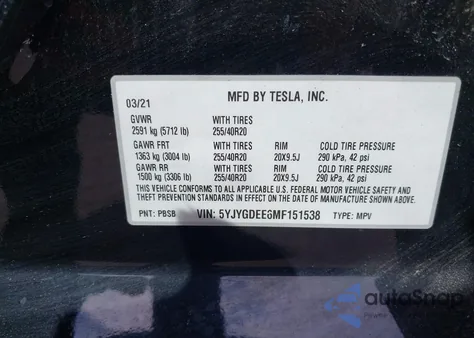 MFD BY TESLA, INC.
03/21
GVWR WITH TIRES
2591 kg (5712 lb) 255/40R20
GAWR FRT WITH TIRES RIM COLD TIRE PRESSURE
1363 kg (3004 lb) 255/40R20 20X9.5J 290 kPa, 42 psi
GAWR RR WITH TIRES RIM COLD TIRE PRESSURE
1500 kg (3306 lb) 255/40R20 20X9.5J 290 kPa, 42 psi
THIS VEHICLE CONFORMS TO ALL APPLICABLE U.S. FEDERAL MOTOR VEHICLE SAFETY AND
THEFT PREVENTION STANDARDS IN EFFECT ON THE DATE OF MANUFACTURE SHOWN ABOVE.
PNT: PBSB VIN: 5YJYGDEE6MF151538 TYPE: MPV
autoSnap